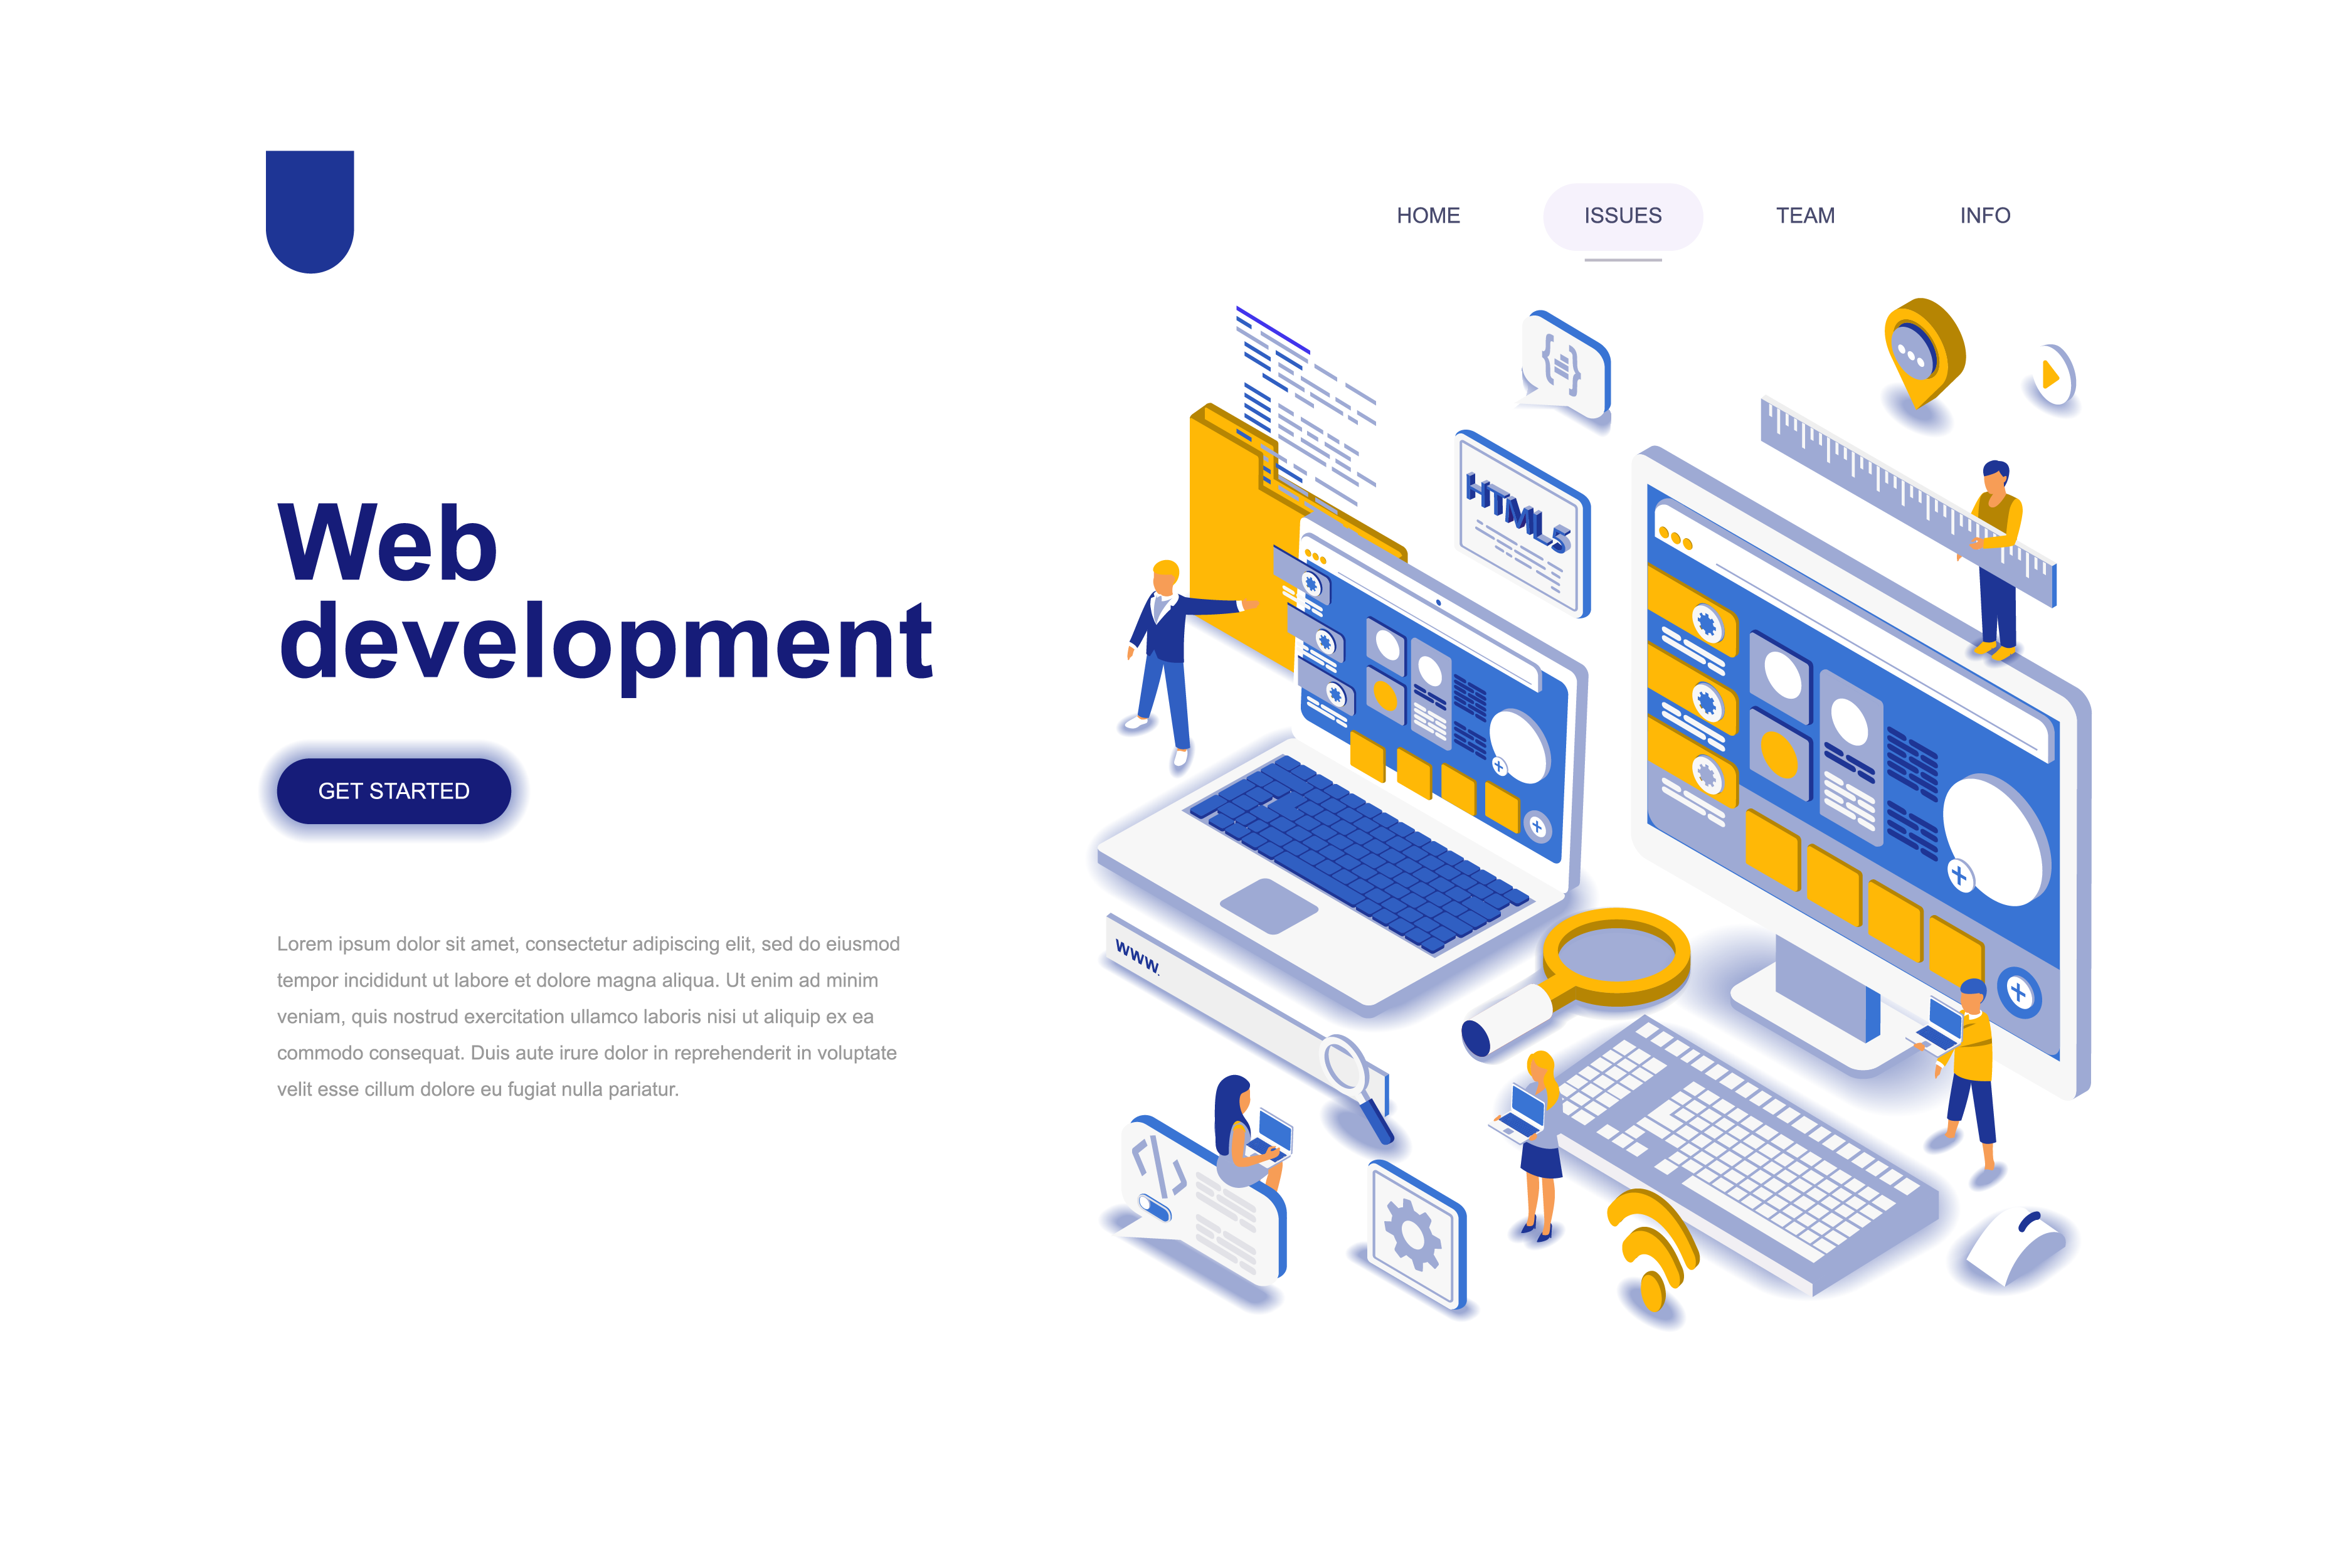 HOME ISSUES TEAM INFO
Web
development
GET STARTED
Lorem ipsum dolor sit amet, consectetur adipiscing elit, sed do eiusmod
tempor incididunt ut labore et dolore magna aliqua. Ut enim ad minim
veniam, quis nostrud exercitation ullamco laboris nisi ut aliquip ex ea
commodo consequat. Duis aute irure dolor in reprehenderit in voluptate
velit esse cillum dolore eu fugiat nulla pariatur.
{=}
HTML5
www.
</>